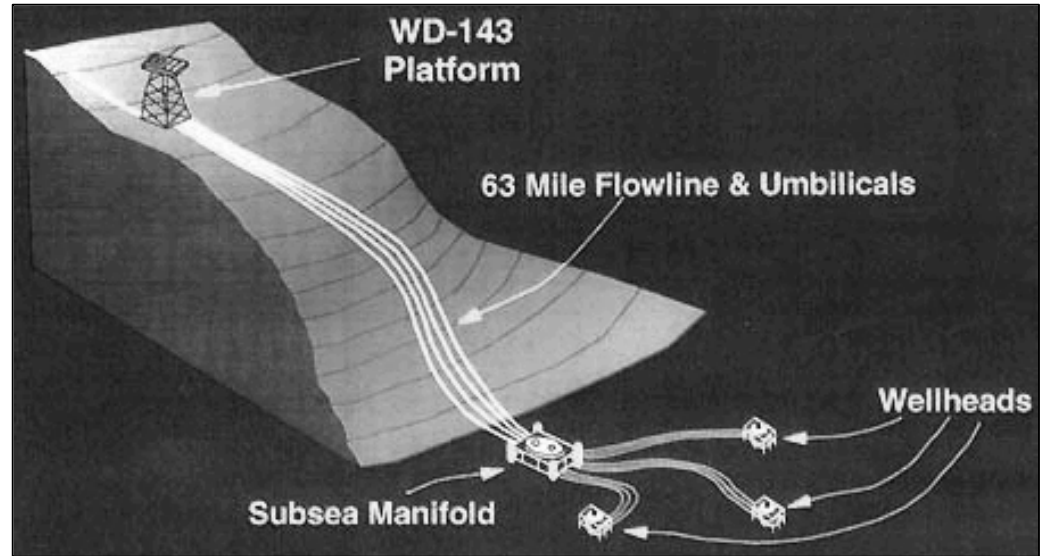 WD-143
Platform
63 Mile Flowline & Umbilicals
Wellheads
Subsea Manifold